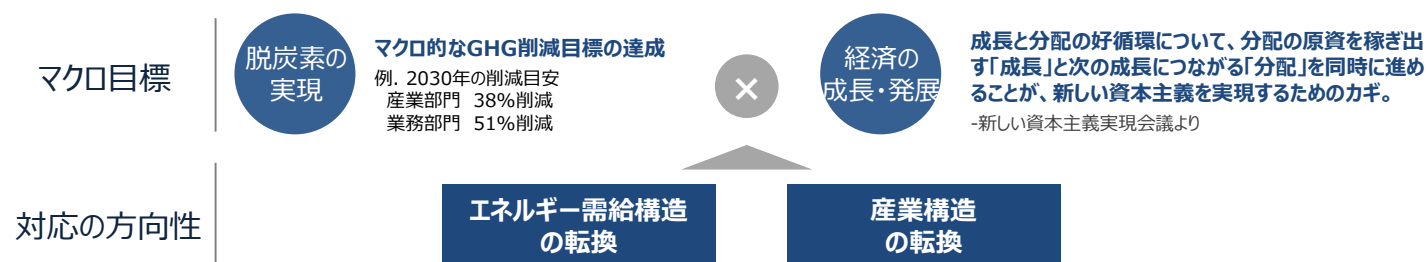 マクロ目標
脱炭素の
実現
マクロ的なGHG削減目標の達成
例. 2030年の削減目安
産業部門 38%削減
業務部門 51%削減
×
経済の
成長・発展
成長と分配の好循環について、分配の原資を稼ぎ出
す「成長」と次の成長につながる「分配」を同時に進め
ることが、新しい資本主義を実現するためのカギ。
-新しい資本主義実現会議より
対応の方向性
エネルギー需給構造
の転換
産業構造
の転換